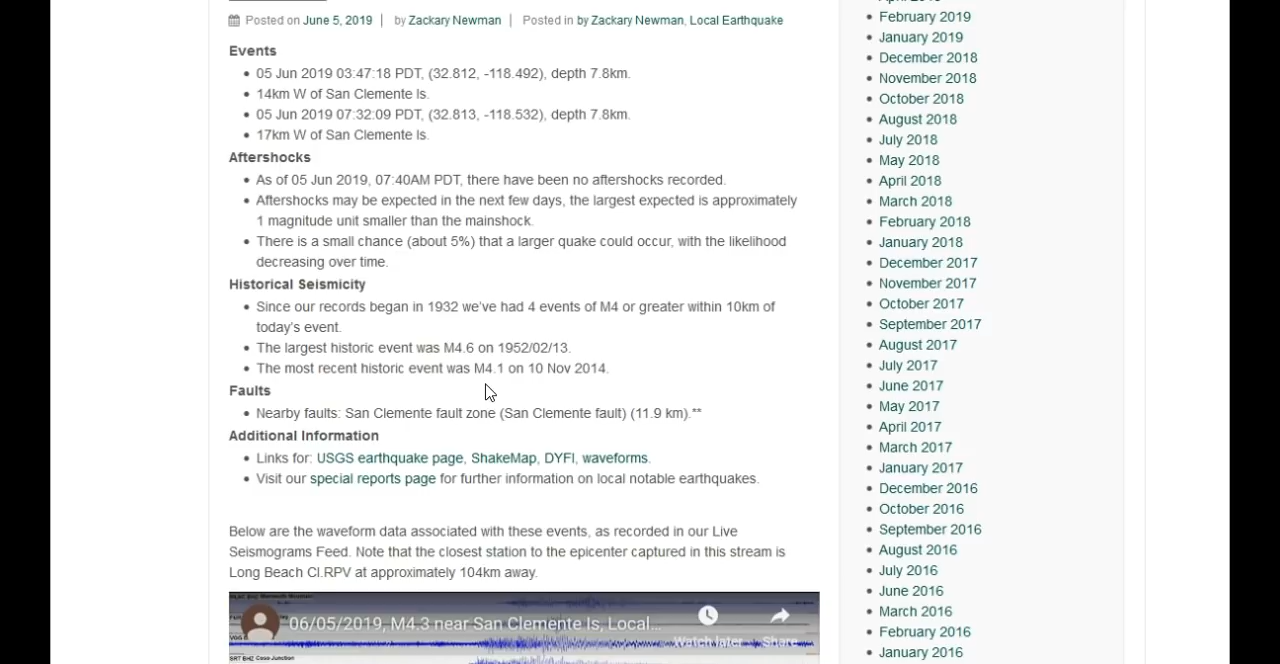 Posted on June 5, 2019 | by Zackary Newman | Posted in by Zackary Newman, Local Earthquake
Events
• 05 Jun 2019 03:47:18 PDT, (32.812, -118.492), depth 7.8km.
• 14km W of San Clemente Is.
• 05 Jun 2019 07:32:09 PDT, (32.813, -118.532), depth 7.8km.
• 17km W of San Clemente Is.
Aftershocks
• As of 05 Jun 2019, 07:40AM PDT, there have been no aftershocks recorded.
• Aftershocks may be expected in the next few days, the largest expected is approximately
1 magnitude unit smaller than the mainshock.
• There is a small chance (about 5%) that a larger quake could occur, with the likelihood
decreasing over time.
Historical Seismicity
• Since our records began in 1932 we've had 4 events of M4 or greater within 10km of
today's event.
• The largest historic event was M4.6 on 1952/02/13.
• The most recent historic event was M4.1 on 10 Nov 2014.
Faults
• Nearby faults: San Clemente fault zone (San Clemente fault) (11.9 km).**
Additional Information
• Links for: USGS earthquake page, ShakeMap, DYFI, waveforms.
• Visit our special reports page for further information on local notable earthquakes.
Below are the waveform data associated with these events, as recorded in our Live
Seismograms Feed. Note that the closest station to the epicenter captured in this stream is
Long Beach CI.RPV at approximately 104km away.
06/05/2019, M4.3 near San Clemente Is, Local...
Watch later Share
SRT BHZ Coso Junction
• February 2019
• January 2019
• December 2018
• November 2018
• October 2018
• August 2018
• July 2018
• May 2018
• April 2018
• March 2018
• February 2018
• January 2018
• December 2017
• November 2017
• October 2017
• September 2017
• August 2017
• July 2017
• June 2017
• May 2017
• April 2017
• March 2017
• January 2017
• December 2016
• October 2016
• September 2016
• August 2016
• July 2016
• June 2016
• March 2016
• February 2016
• January 2016